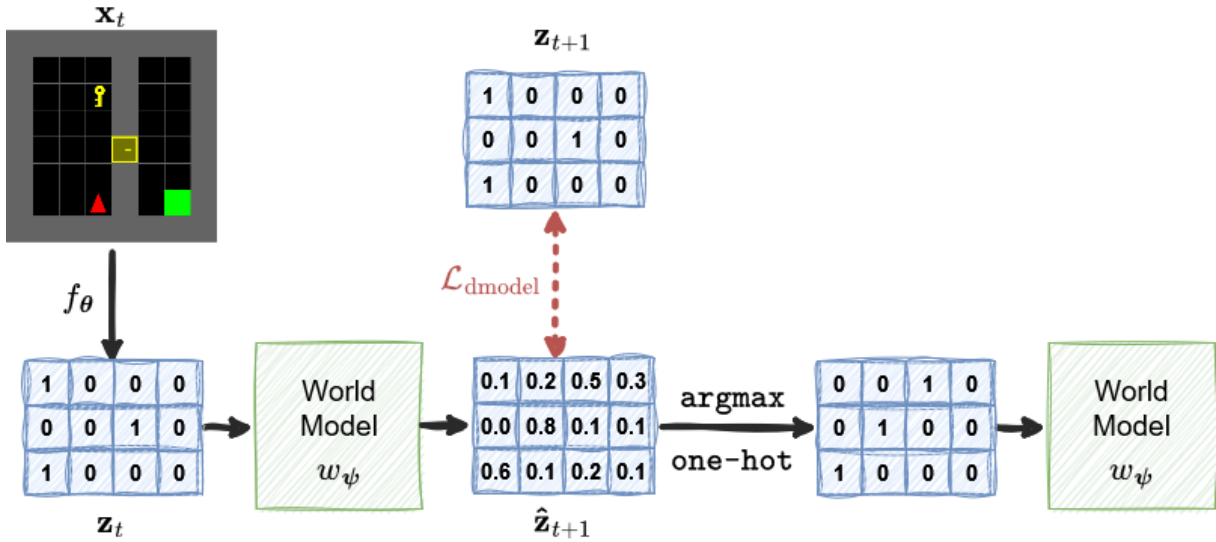 𝐱_t
𝐳_{t+1}
1 0 0 0
0 0 1 0
1 0 0 0
ℒ_dmodel
f_θ
1 0 0 0
0 0 1 0
1 0 0 0
𝐳_t
World
Model
w_ψ
0.1 0.2 0.5 0.3
0.0 0.8 0.1 0.1
0.6 0.1 0.2 0.1
𝐳̂_{t+1}
argmax
one-hot
0 0 1 0
0 1 0 0
1 0 0 0
World
Model
w_ψ